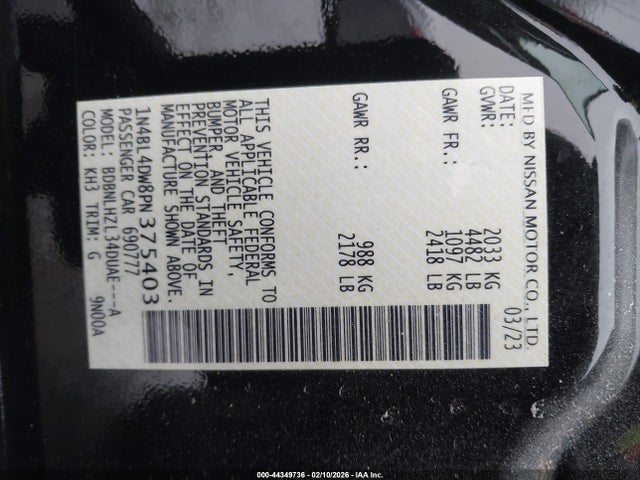 MFD BY NISSAN MOTOR CO., LTD.
DATE: 03/23
GVWR: 2033 KG
4482 LB
GAWR FR.: 1097 KG
2418 LB
GAWR RR.: 988 KG
2178 LB
THIS VEHICLE CONFORMS TO
ALL APPLICABLE FEDERAL
MOTOR VEHICLE SAFETY,
BUMPER, AND THEFT
PREVENTION STANDARDS IN
EFFECT ON THE DATE OF
MANUFACTURE SHOWN ABOVE.
1N4BL4DW8PN375403
PASSENGER CAR 690777
MODEL: BDBNLHZL34DUAE---A
COLOR: KH3 TRIM: G 9N00A
000-44349736 - 02/10/2026 - IAA Inc.